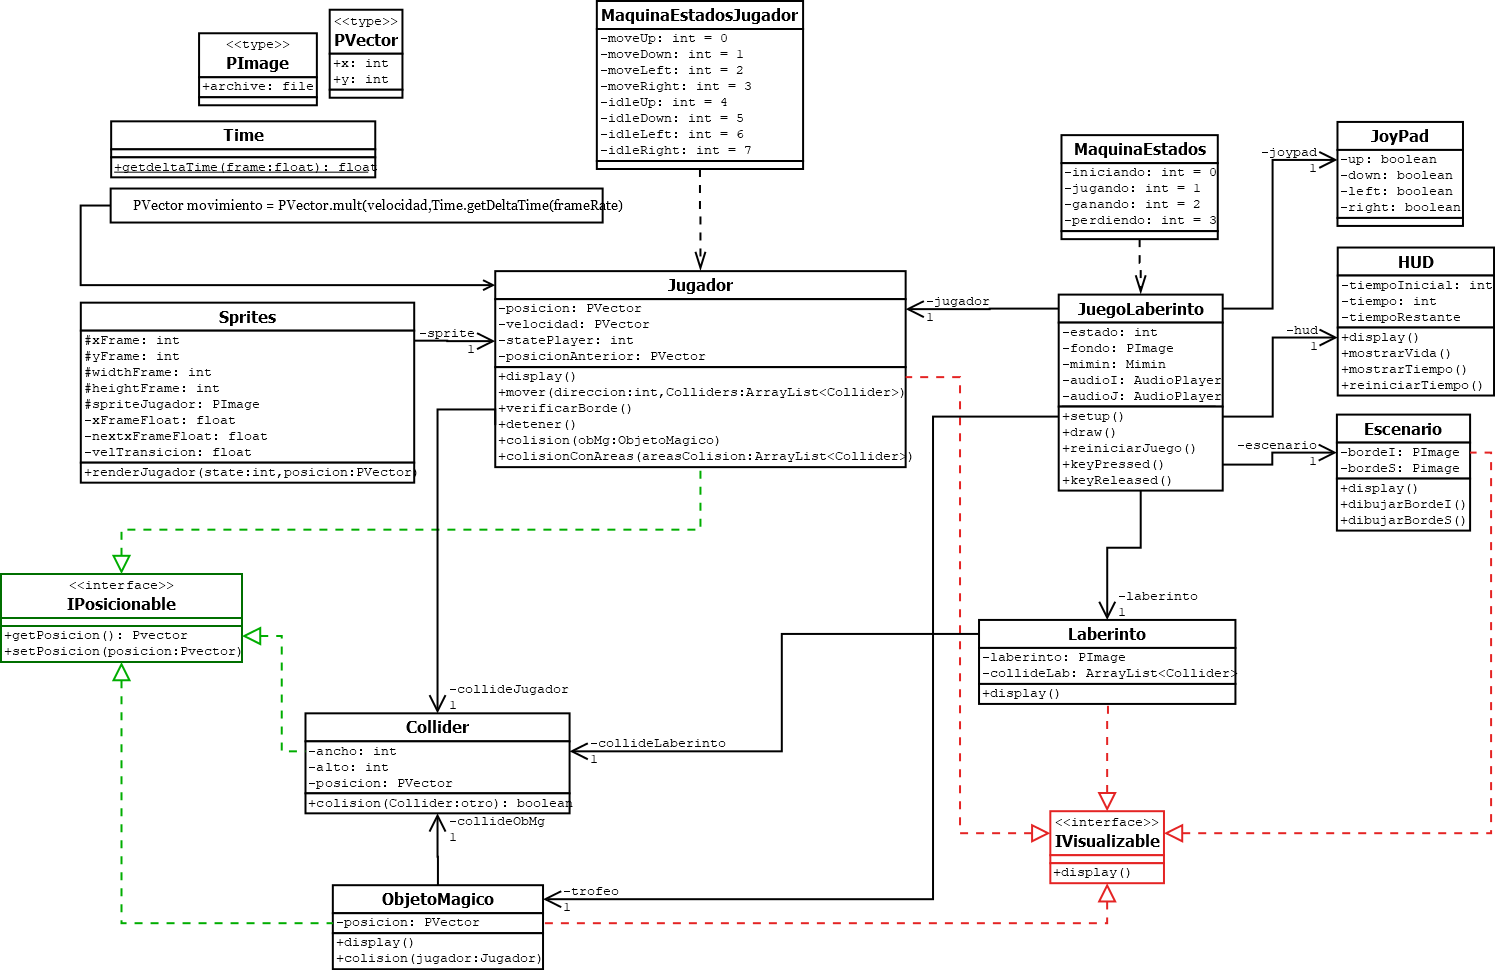 <<type>>
PImage
+archive: file
<<type>>
PVector
+x: int
+y: int
MaquinaEstadosJugador
-moveUp: int = 0
-moveDown: int = 1
-moveLeft: int = 2
-moveRight: int = 3
-idleUp: int = 4
-idleDown: int = 5
-idleLeft: int = 6
-idleRight: int = 7
Time
+getdeltaTime(frame:float): float
PVector movimiento = PVector.mult(velocidad,Time.getDeltaTime(frameRate)
MaquinaEstados
-iniciando: int = 0
-jugando: int = 1
-ganando: int = 2
-perdiendo: int = 3
-joypad
1
JoyPad
-up: boolean
-down: boolean
-left: boolean
-right: boolean
HUD
-tiempoInicial: int
-tiempo: int
-tiempoRestante
+display()
+mostrarVida()
+mostrarTiempo()
+reiniciarTiempo()
-hud
1
Sprites
#xFrame: int
#yFrame: int
#widthFrame: int
#heightFrame: int
#spriteJugador: PImage
-xFrameFloat: float
-nextxFrameFloat: float
-velTransicion: float
+renderJugador(state:int,posicion:PVector)
-sprite
1
Jugador
-posicion: PVector
-velocidad: PVector
-statePlayer: int
-posicionAnterior: PVector
+display()
+mover(direccion:int,Colliders:ArrayList<Collider>)
+verificarBorde()
+detener()
+colision(obMg:ObjetoMagico)
+colisionConAreas(areasColision:ArrayList<Collider>)
-jugador
1
JuegoLaberinto
-estado: int
-fondo: PImage
-mimin: Mimin
-audioI: AudioPlayer
-audioJ: AudioPlayer
+setup()
+draw()
+reiniciarJuego()
+keyPressed()
+keyReleased()
-escenario
1
Escenario
-bordeI: PImage
-bordeS: Pimage
+display()
+dibujarBordeI()
+dibujarBordeS()
<<interface>>
IPosicionable
+getPosicion(): Pvector
+setPosicion(posicion:Pvector)
-laberinto
1
Laberinto
-laberinto: PImage
-collideLab: ArrayList<Collider>
+display()
-collideJugador
1
Collider
-ancho: int
-alto: int
-posicion: PVector
+colision(Collider:otro): boolean
-collideLaberinto
1
-collideObMg
1
<<interface>>
IVisualizable
+display()
ObjetoMagico
-posicion: PVector
+display()
+colision(jugador:Jugador)
-trofeo
1